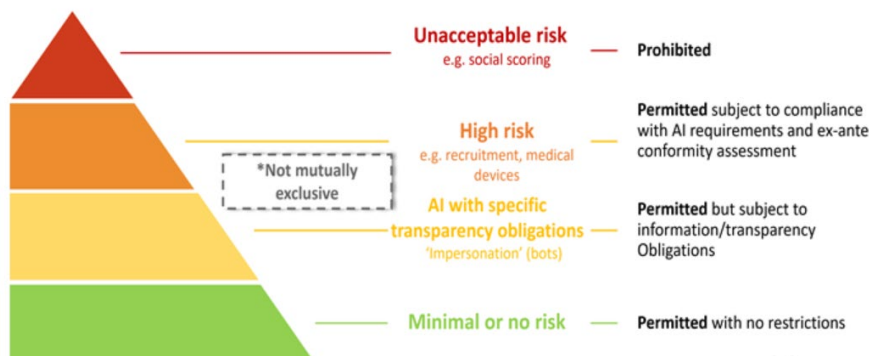 Unacceptable risk
e.g. social scoring
Prohibited
High risk
e.g. recruitment, medical
devices
Permitted subject to compliance
with AI requirements and ex-ante
conformity assessment
*Not mutually
exclusive
AI with specific
transparency obligations
‘Impersonation’ (bots)
Permitted but subject to
information/transparency
Obligations
Minimal or no risk
Permitted with no restrictions